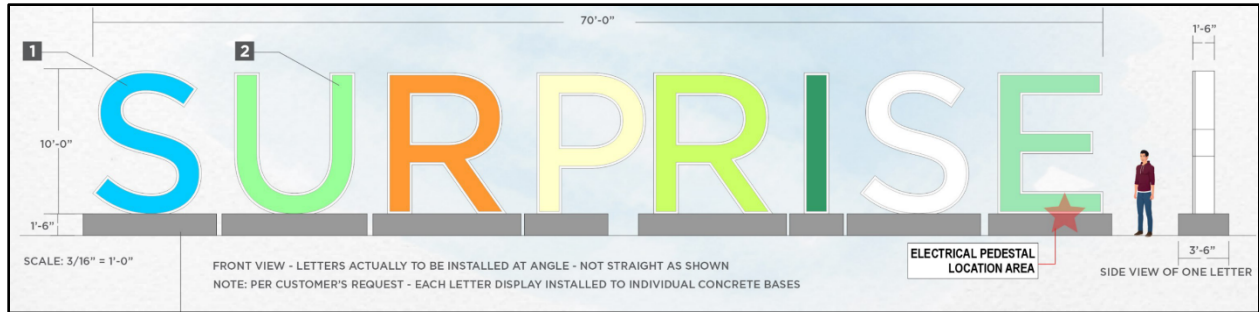 70'-0"
1'-6"
1
2
SURPRISE
10'-0"
1'-6"
SCALE: 3/16" = 1'-0"
FRONT VIEW - LETTERS ACTUALLY TO BE INSTALLED AT ANGLE - NOT STRAIGHT AS SHOWN
NOTE: PER CUSTOMER'S REQUEST - EACH LETTER DISPLAY INSTALLED TO INDIVIDUAL CONCRETE BASES
ELECTRICAL PEDESTAL
LOCATION AREA
3'-6"
SIDE VIEW OF ONE LETTER